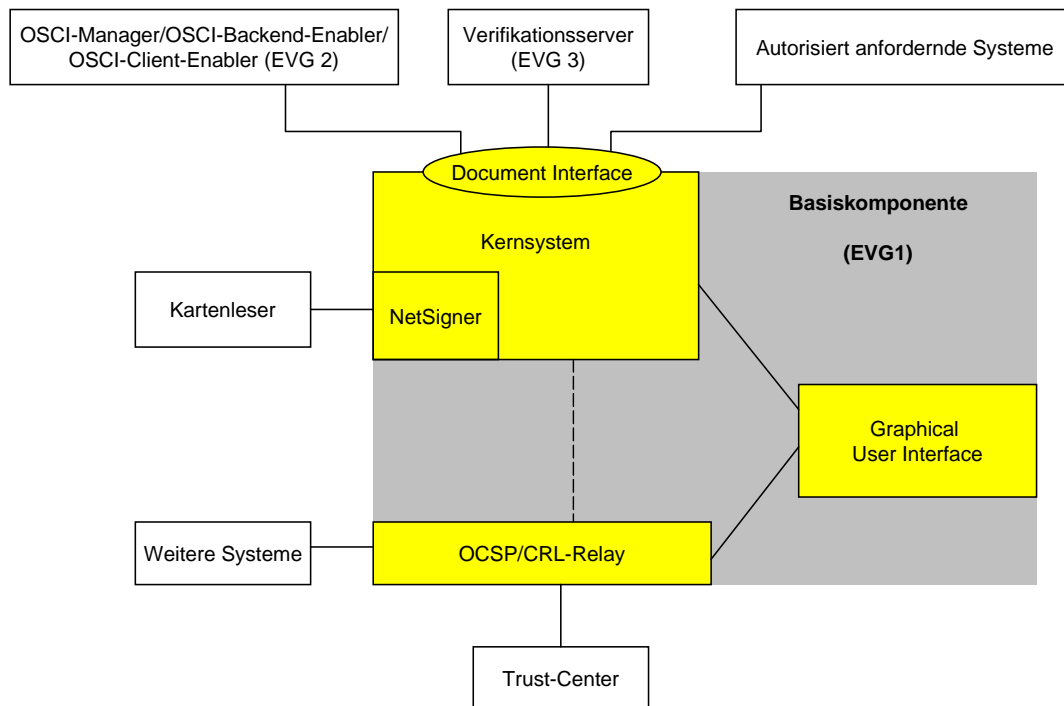 OSCI-Manager/OSCI-Backend-Enabler/
OSCI-Client-Enabler (EVG 2)
Verifikationsserver
(EVG 3)
Autorisiert anfordernde Systeme
Document Interface
Kernsystem
Basiskomponente
(EVG1)
Kartenleser
NetSigner
Graphical
User Interface
Weitere Systeme
OCSP/CRL-Relay
Trust-Center